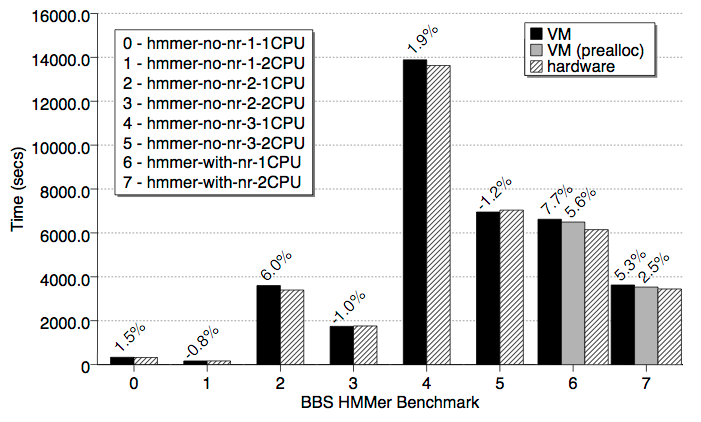 16000.0
14000.0
12000.0
10000.0
8000.0
6000.0
4000.0
2000.0
0
Time (secs)
0 - hmmer-no-nr-1-1CPU
1 - hmmer-no-nr-1-2CPU
2 - hmmer-no-nr-2-1CPU
3 - hmmer-no-nr-2-2CPU
4 - hmmer-no-nr-3-1CPU
5 - hmmer-no-nr-3-2CPU
6 - hmmer-with-nr-1CPU
7 - hmmer-with-nr-2CPU
VM
VM (prealloc)
hardware
1.5%
-0.8%
6.0%
-1.0%
1.9%
-1.2%
7.7%
5.6%
5.3%
2.5%
0 1 2 3 4 5 6 7
BBS HMMer Benchmark